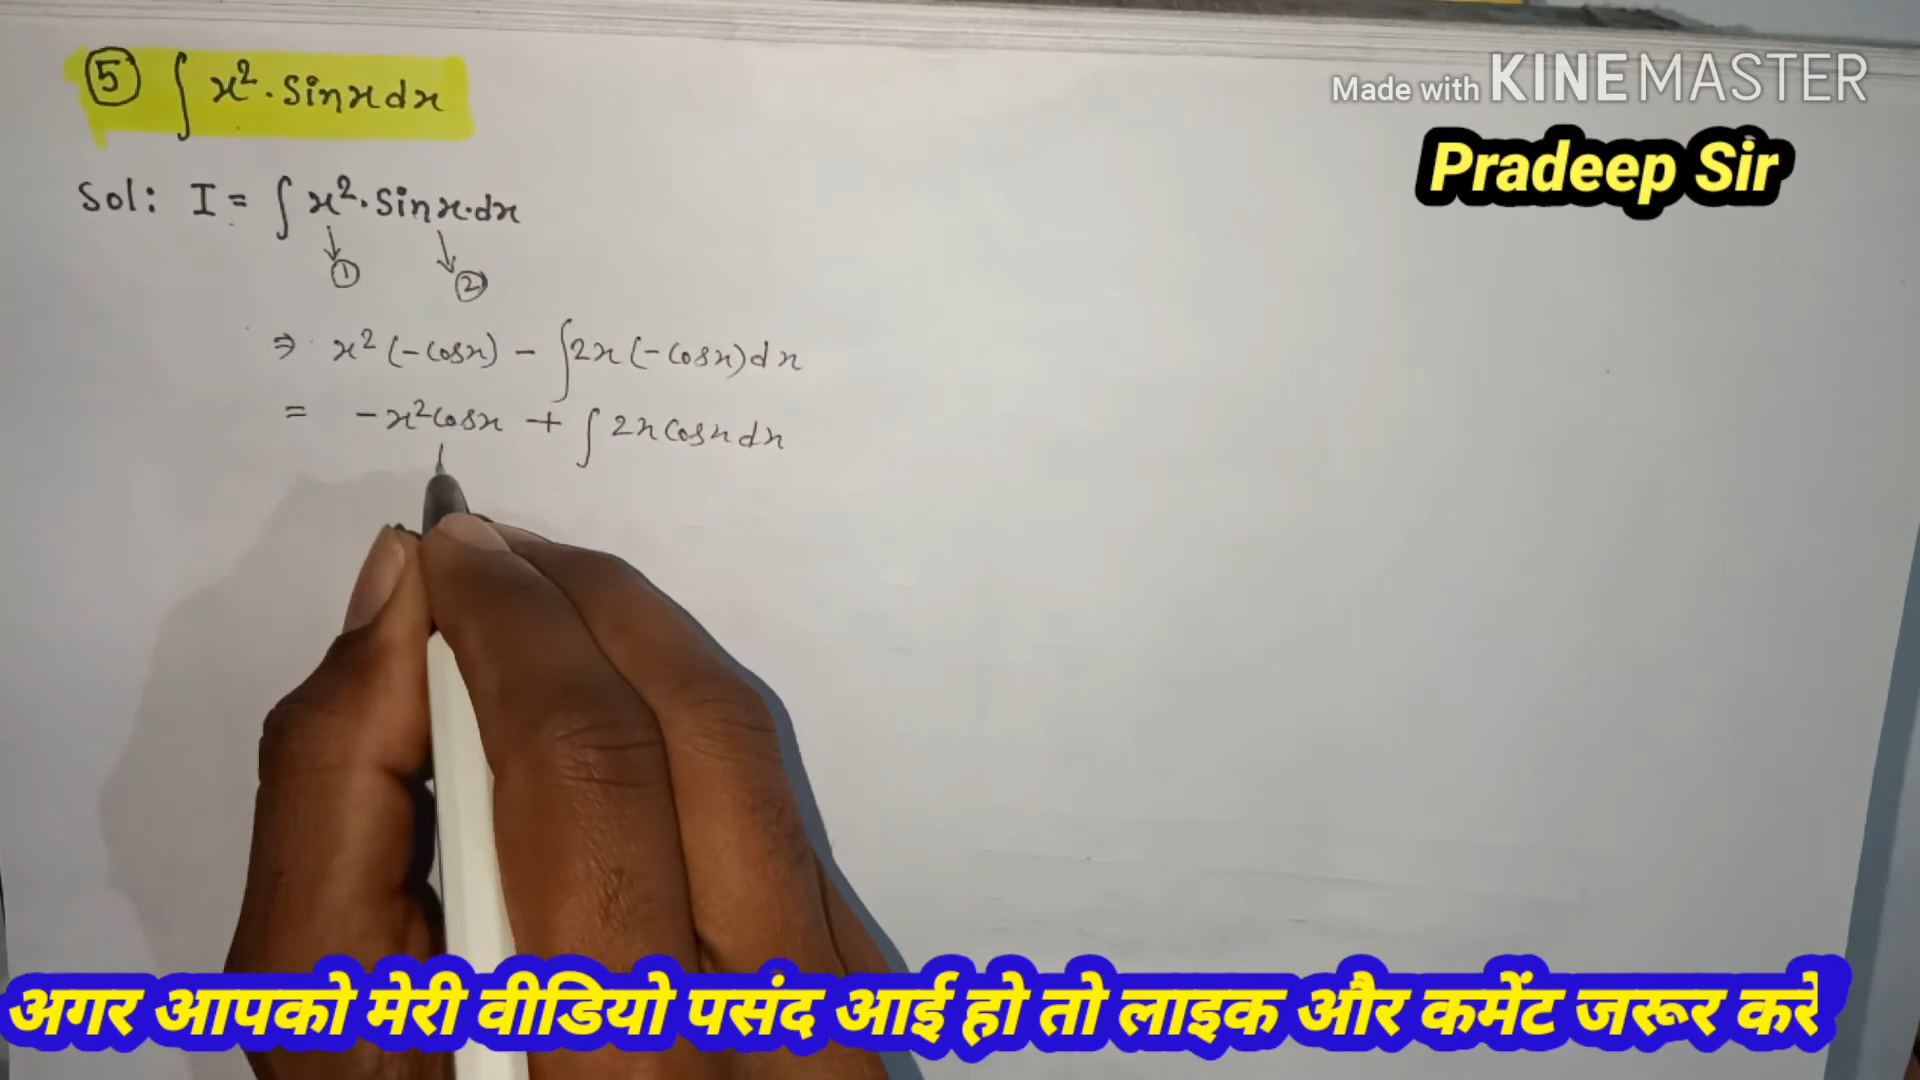 ⑤ ∫ x². Sinx dx
Made with KINEMASTER
Pradeep Sir
Sol: I = ∫ x². Sinx.dx
① ②
⇒ x² (-Cosx) - ∫2x (-Cosx)dx
= -x²Cosx + ∫ 2x Cosx dx
अगर आपको मेरी वीडियो पसंद आई हो तो लाइक और कमेंट जरूर करे